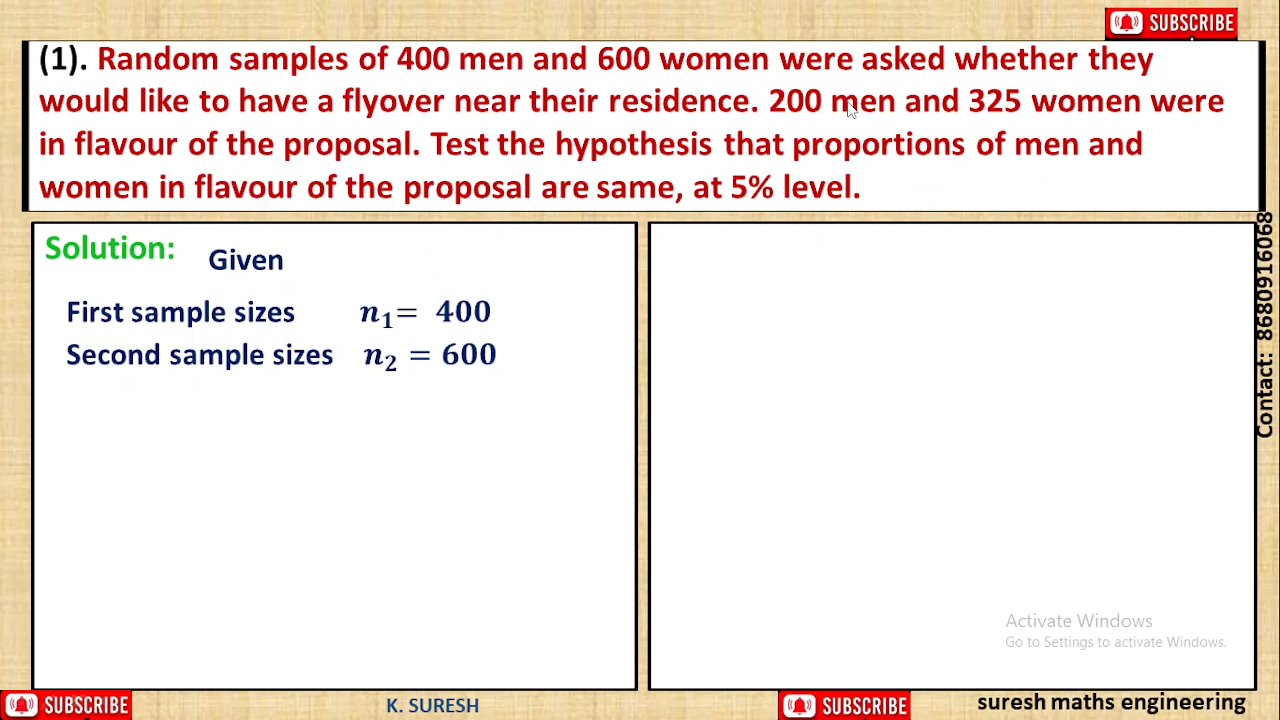 SUBSCRIBE
(1). Random samples of 400 men and 600 women were asked whether they
would like to have a flyover near their residence. 200 men and 325 women were
in flavour of the proposal. Test the hypothesis that proportions of men and
women in flavour of the proposal are same, at 5% level.
Solution:
Given
First sample sizes n₁= 400
Second sample sizes n₂ = 600
Contact: 8680916068
Activate Windows
Go to Settings to activate Windows.
SUBSCRIBE
K. SURESH
SUBSCRIBE
suresh maths engineering